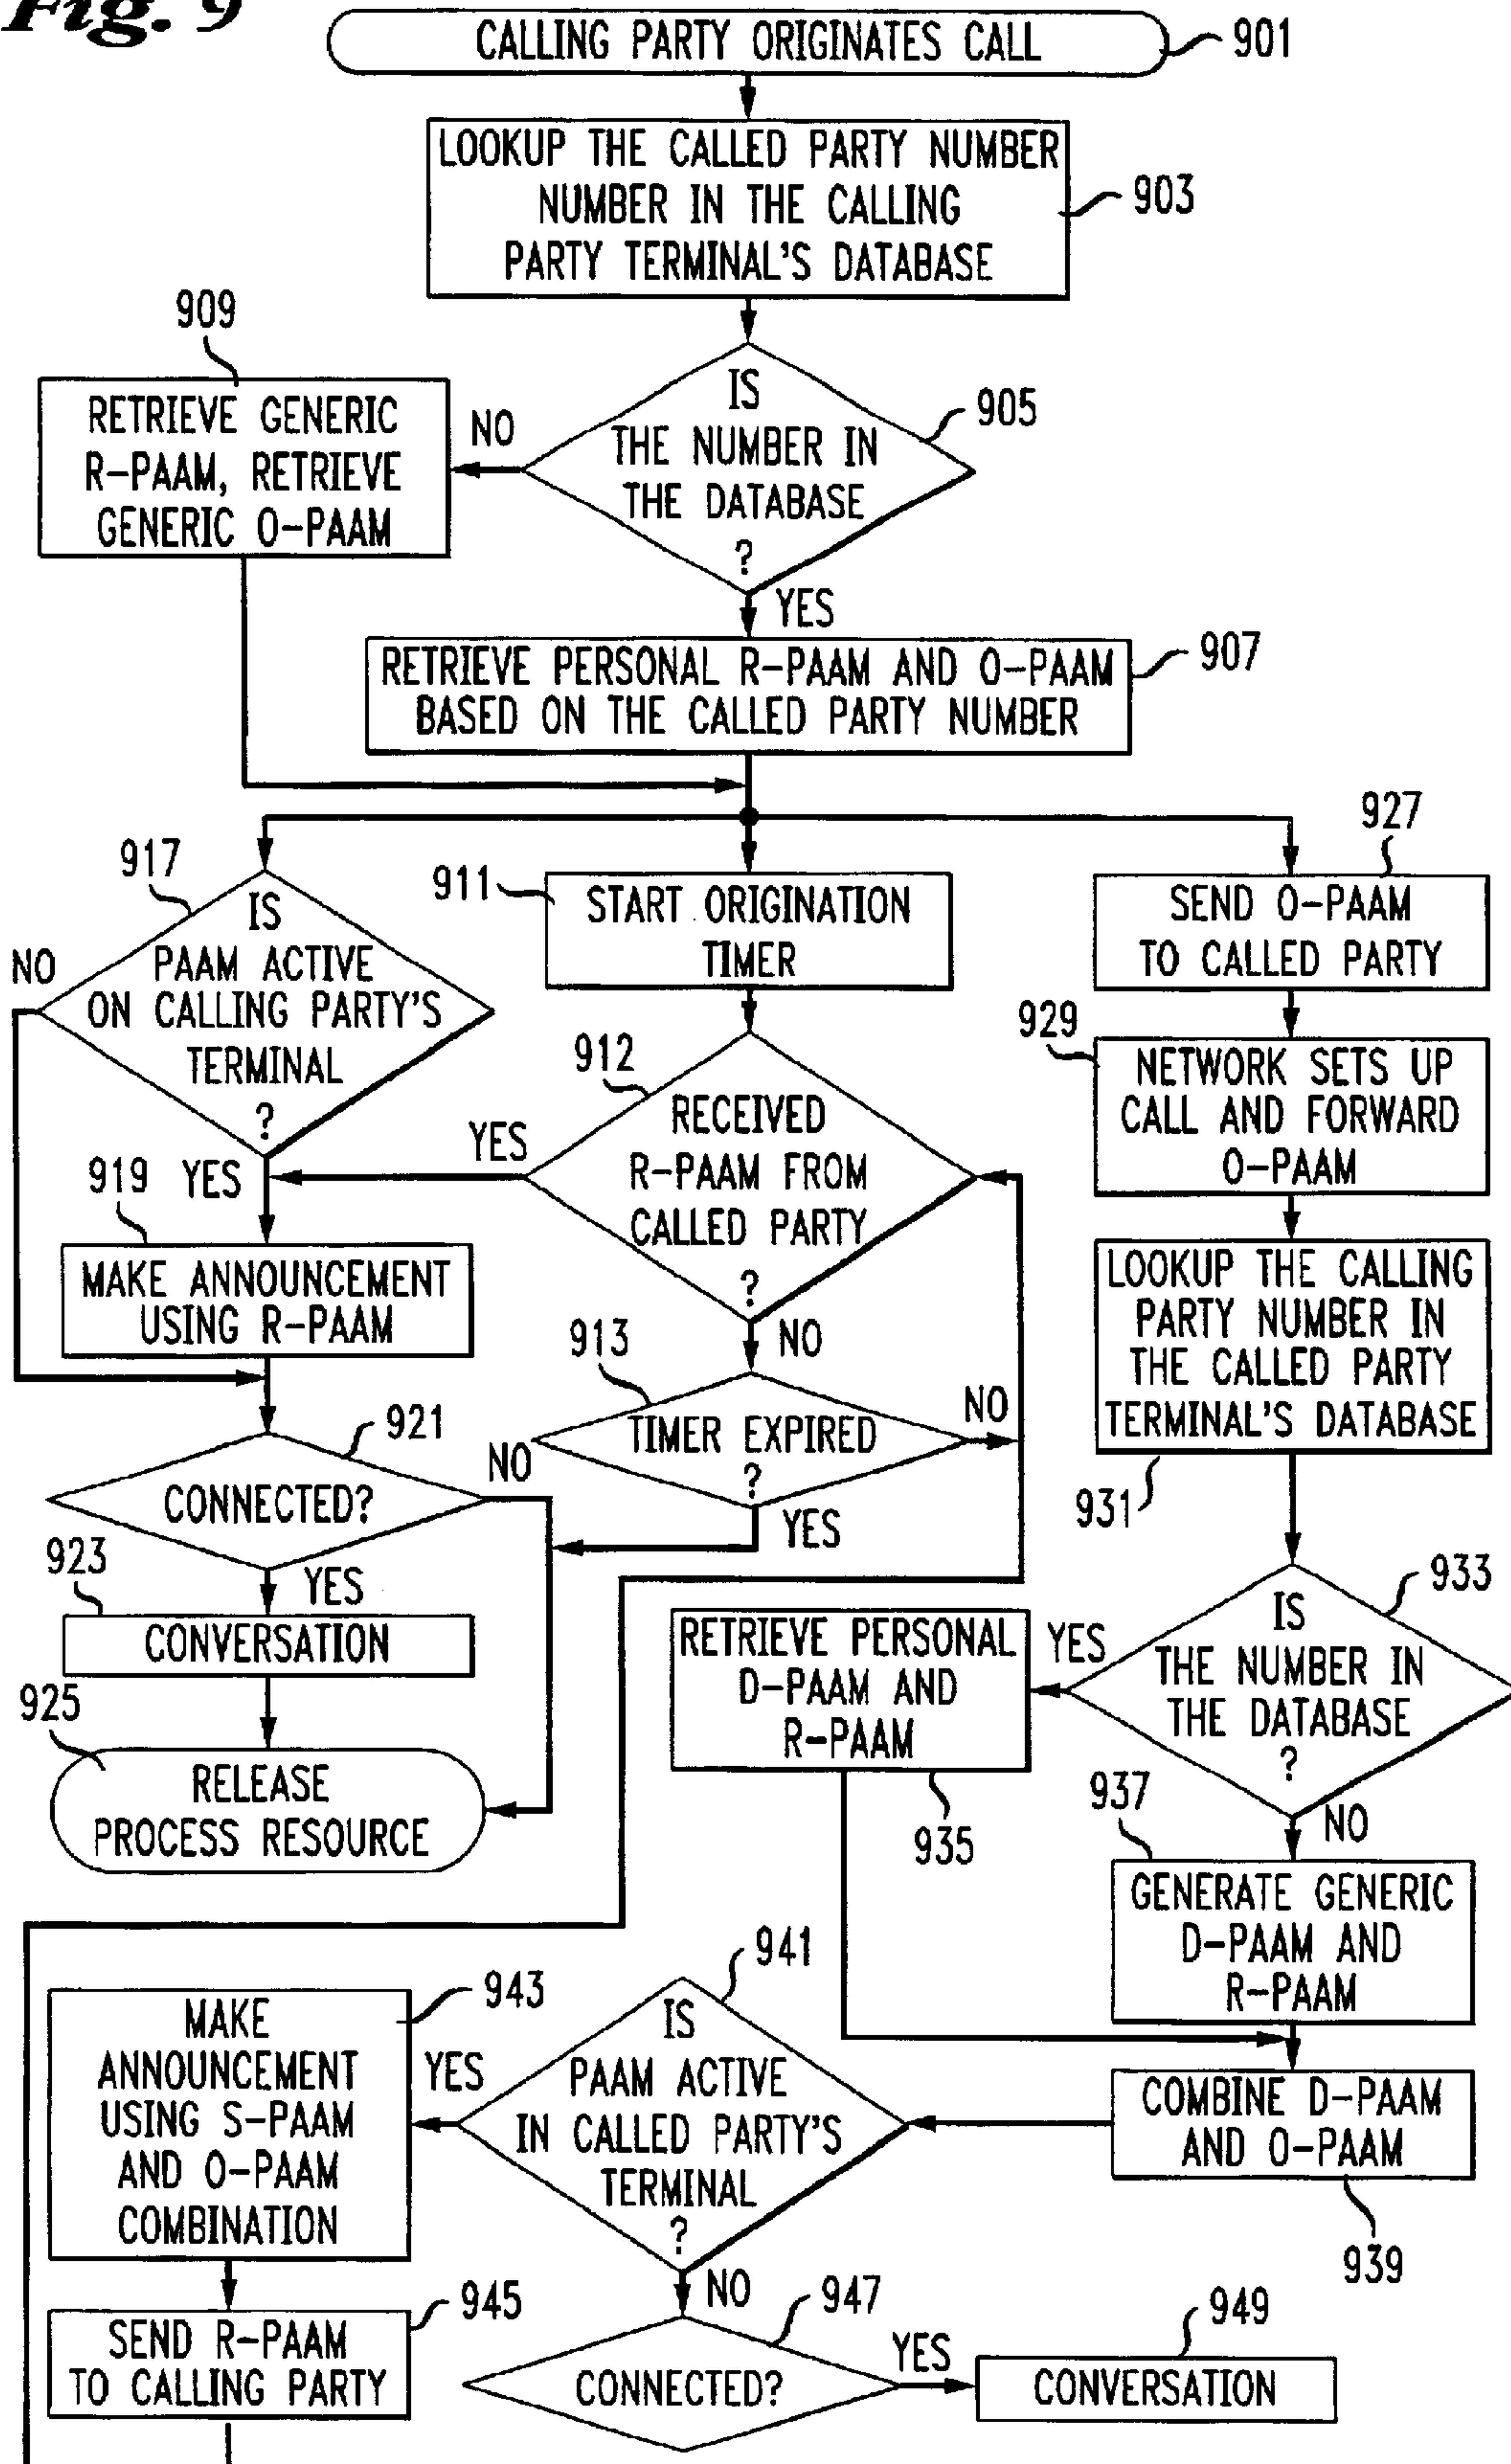 Fig. 9
CALLING PARTY ORIGINATES CALL
901
LOOKUP THE CALLED PARTY NUMBER
NUMBER IN THE CALLING
PARTY TERMINAL'S DATABASE
903
909
RETRIEVE GENERIC
R-PAAM, RETRIEVE
GENERIC O-PAAM
NO
IS
THE NUMBER IN
THE DATABASE
?
905
YES
RETRIEVE PERSONAL R-PAAM AND O-PAAM
BASED ON THE CALLED PARTY NUMBER
907
917
IS
PAAM ACTIVE
ON CALLING PARTY'S
TERMINAL
?
NO
911
START ORIGINATION
TIMER
927
SEND O-PAAM
TO CALLED PARTY
912
RECEIVED
R-PAAM FROM
CALLED PARTY
?
YES
929
NETWORK SETS UP
CALL AND FORWARD
O-PAAM
919
YES
MAKE ANNOUNCEMENT
USING R-PAAM
NO
913
TIMER EXPIRED
?
NO
YES
LOOKUP THE CALLING
PARTY NUMBER IN
THE CALLED PARTY
TERMINAL'S DATABASE
931
921
CONNECTED?
NO
923
YES
CONVERSATION
925
RELEASE
PROCESS RESOURCE
933
IS
THE NUMBER IN
THE DATABASE
?
YES
RETRIEVE PERSONAL
D-PAAM AND
R-PAAM
935
937
NO
GENERATE GENERIC
D-PAAM AND
R-PAAM
COMBINE D-PAAM
AND O-PAAM
939
941
IS
PAAM ACTIVE
IN CALLED PARTY'S
TERMINAL
?
YES
943
MAKE
ANNOUNCEMENT
USING S-PAAM
AND O-PAAM
COMBINATION
945
SEND R-PAAM
TO CALLING PARTY
NO
947
CONNECTED?
YES
949
CONVERSATION